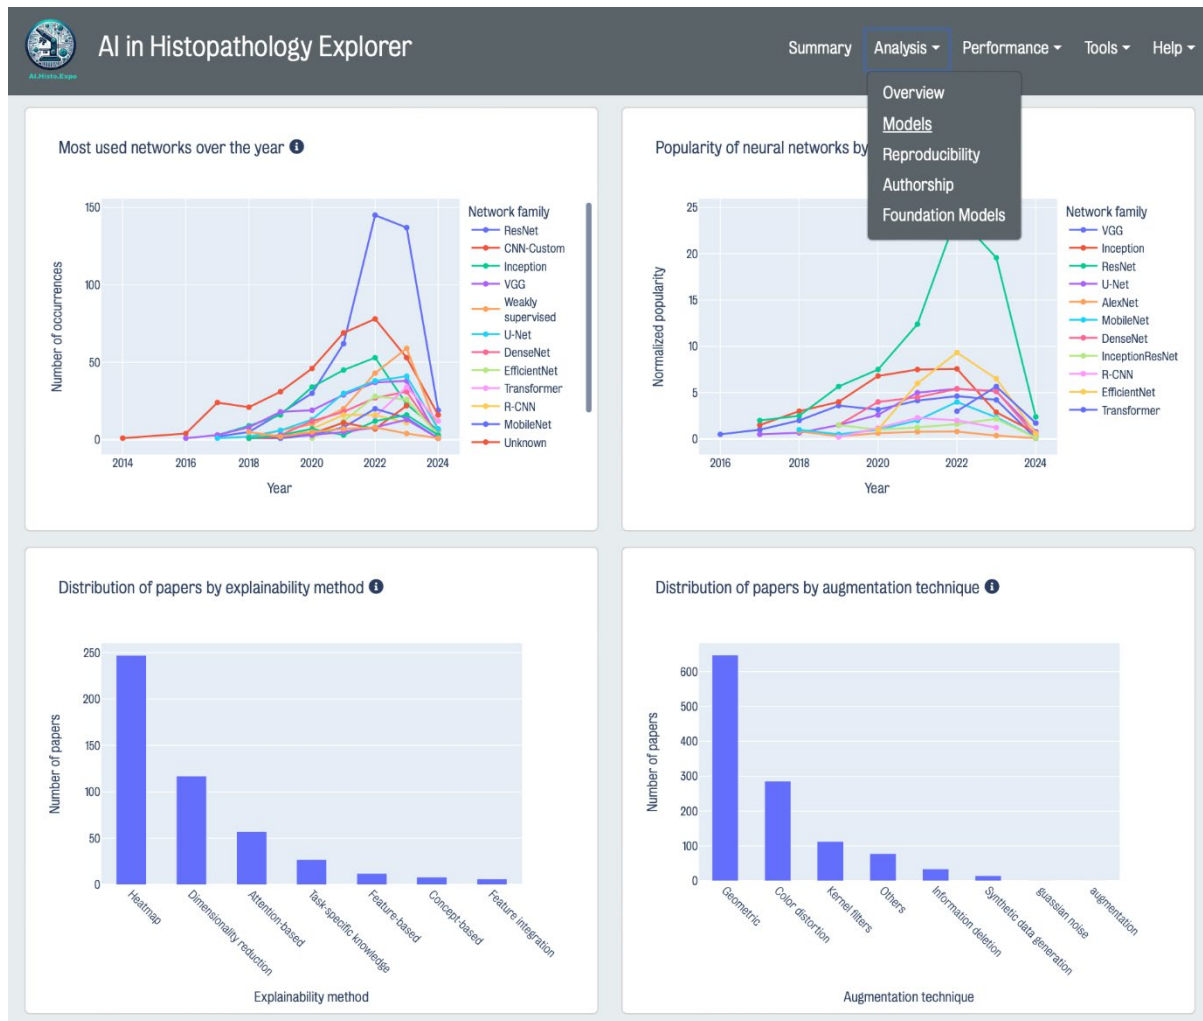 AI in Histopathology Explorer
AI.Histo.Expo
Summary
Analysis
Performance
Tools
Help
Overview
Models
Reproducibility
Authorship
Foundation Models
Most used networks over the year
150
100
50
0
Number of occurrences
2014
2016
2018
2020
2022
2024
Year
Network family
ResNet
CNN-Custom
Inception
VGG
Weakly
supervised
U-Net
DenseNet
EfficientNet
Transformer
R-CNN
MobileNet
Unknown
Popularity of neural networks by
25
20
15
10
5
0
Normalized popularity
2016
2018
2020
2022
2024
Year
Network family
VGG
Inception
ResNet
U-Net
AlexNet
MobileNet
DenseNet
InceptionResNet
R-CNN
EfficientNet
Transformer
Distribution of papers by explainability method
250
200
150
100
50
0
Number of papers
Heatmap
Dimensionality reduction
Attention-based
Task-specific knowledge
Feature-based
Concept-based
Feature integration
Explainability method
Distribution of papers by augmentation technique
600
500
400
300
200
100
0
Number of papers
Geometric
Color distortion
Kernel filters
Others
Information deletion
Synthetic data generation
guassian noise
augmentation
Augmentation technique